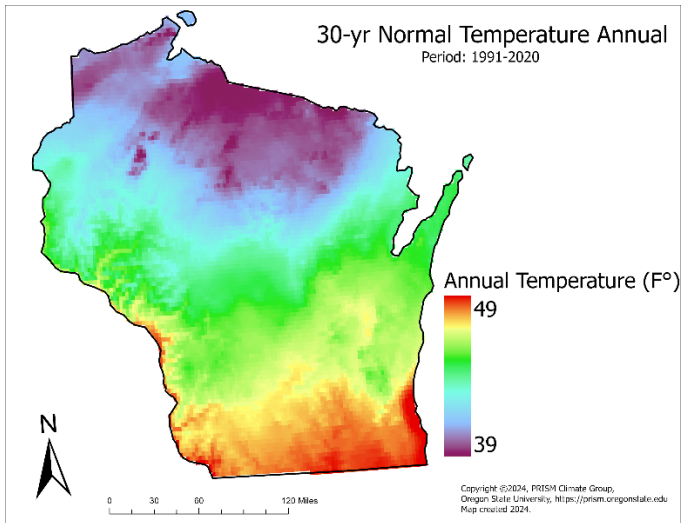 30-yr Normal Temperature Annual
Period: 1991-2020
Annual Temperature (F°)
49
39
N
0 30 60 120 Miles
Copyright ©2024, PRISM Climate Group,
Oregon State University, https://prism.oregonstate.edu
Map created 2024.